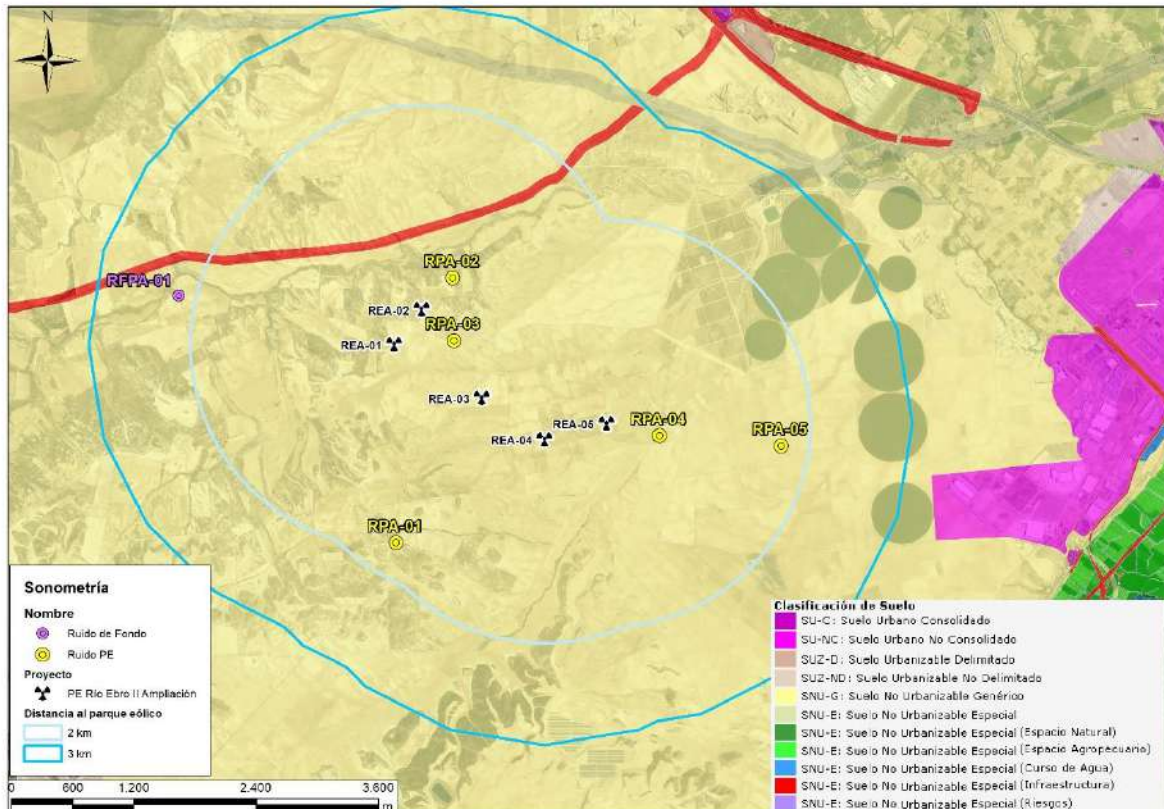 N
RFPA-01
RPA-02
REA-02
RPA-03
REA-01
REA-03
REA-05
RPA-04
REA-04
RPA-05
RPA-01
Sonometría
Nombre
Ruido de Fondo
Ruido PE
Proyecto
PE Río Ebro II Ampliación
Distancia al parque eólico
2 km
3 km
0 600 1.200 2.400 3.600
m
Clasificación de Suelo
SU-C: Suelo Urbano Consolidado
SU-NC: Suelo Urbano No Consolidado
SUZ-D: Suelo Urbanizable Delimitado
SUZ-ND: Suelo Urbanizable No Delimitado
SNU-G: Suelo No Urbanizable Genérico
SNU-E: Suelo No Urbanizable Especial
SNU-E: Suelo No Urbanizable Especial (Espacio Natural)
SNU-E: Suelo No Urbanizable Especial (Espacio Agropecuario)
SNU-E: Suelo No Urbanizable Especial (Curso de Agua)
SNU-E: Suelo No Urbanizable Especial (Infraestructura)
SNU-E: Suelo No Urbanizable Especial (Riesgos)